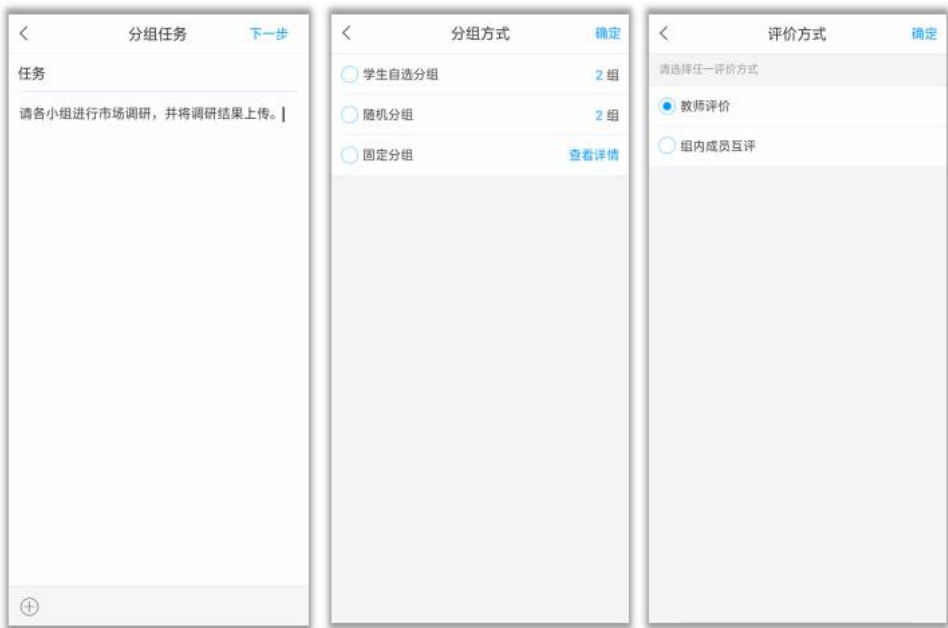 分组任务
下一步
任务
请各小组进行市场调研，并将调研结果上传。
分组方式
确定
学生自选分组
2 组
随机分组
2 组
固定分组
查看详情
评价方式
确定
请选择任一评价方式
教师评价
组内成员互评